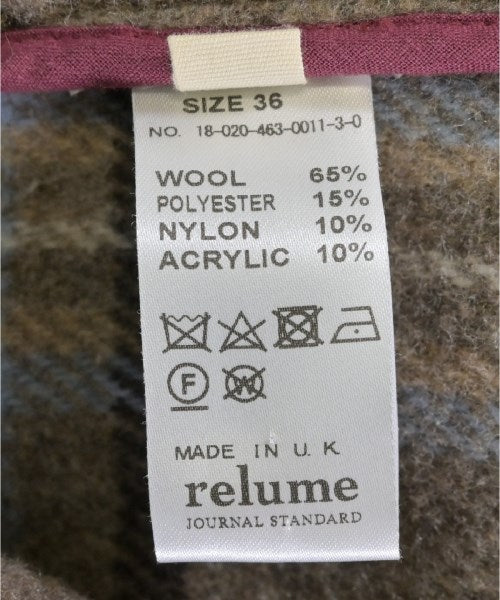 SIZE 36
NO. 18-020-463-0011-3-0
WOOL 65%
POLYESTER 15%
NYLON 10%
ACRYLIC 10%
F W
MADE IN U. K
relume
JOURNAL STANDARD